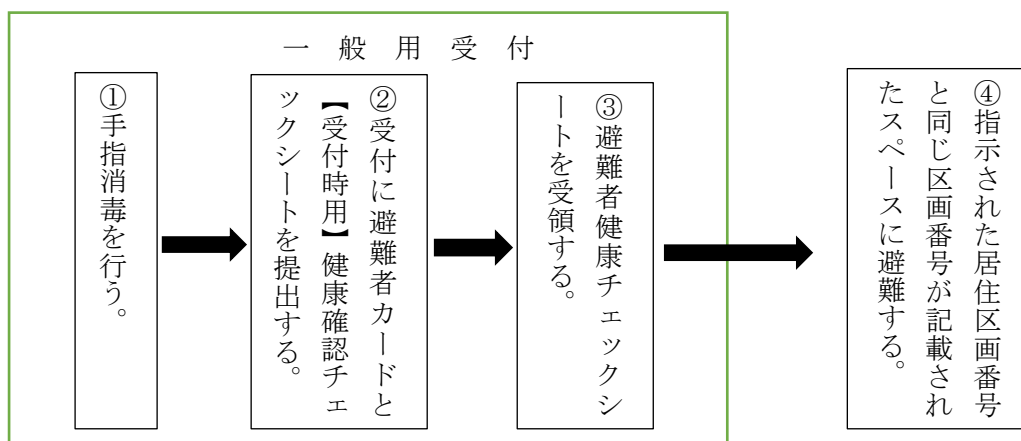 一般用受付
①手指消毒を行う。
②受付に避難者カードと
【受付時用】健康確認チェ
ックシートを提出する。
③避難者健康チェックシ
ートを受領する。
④指示された居住区画番号
と同じ区画番号が記載され
たスペースに避難する。